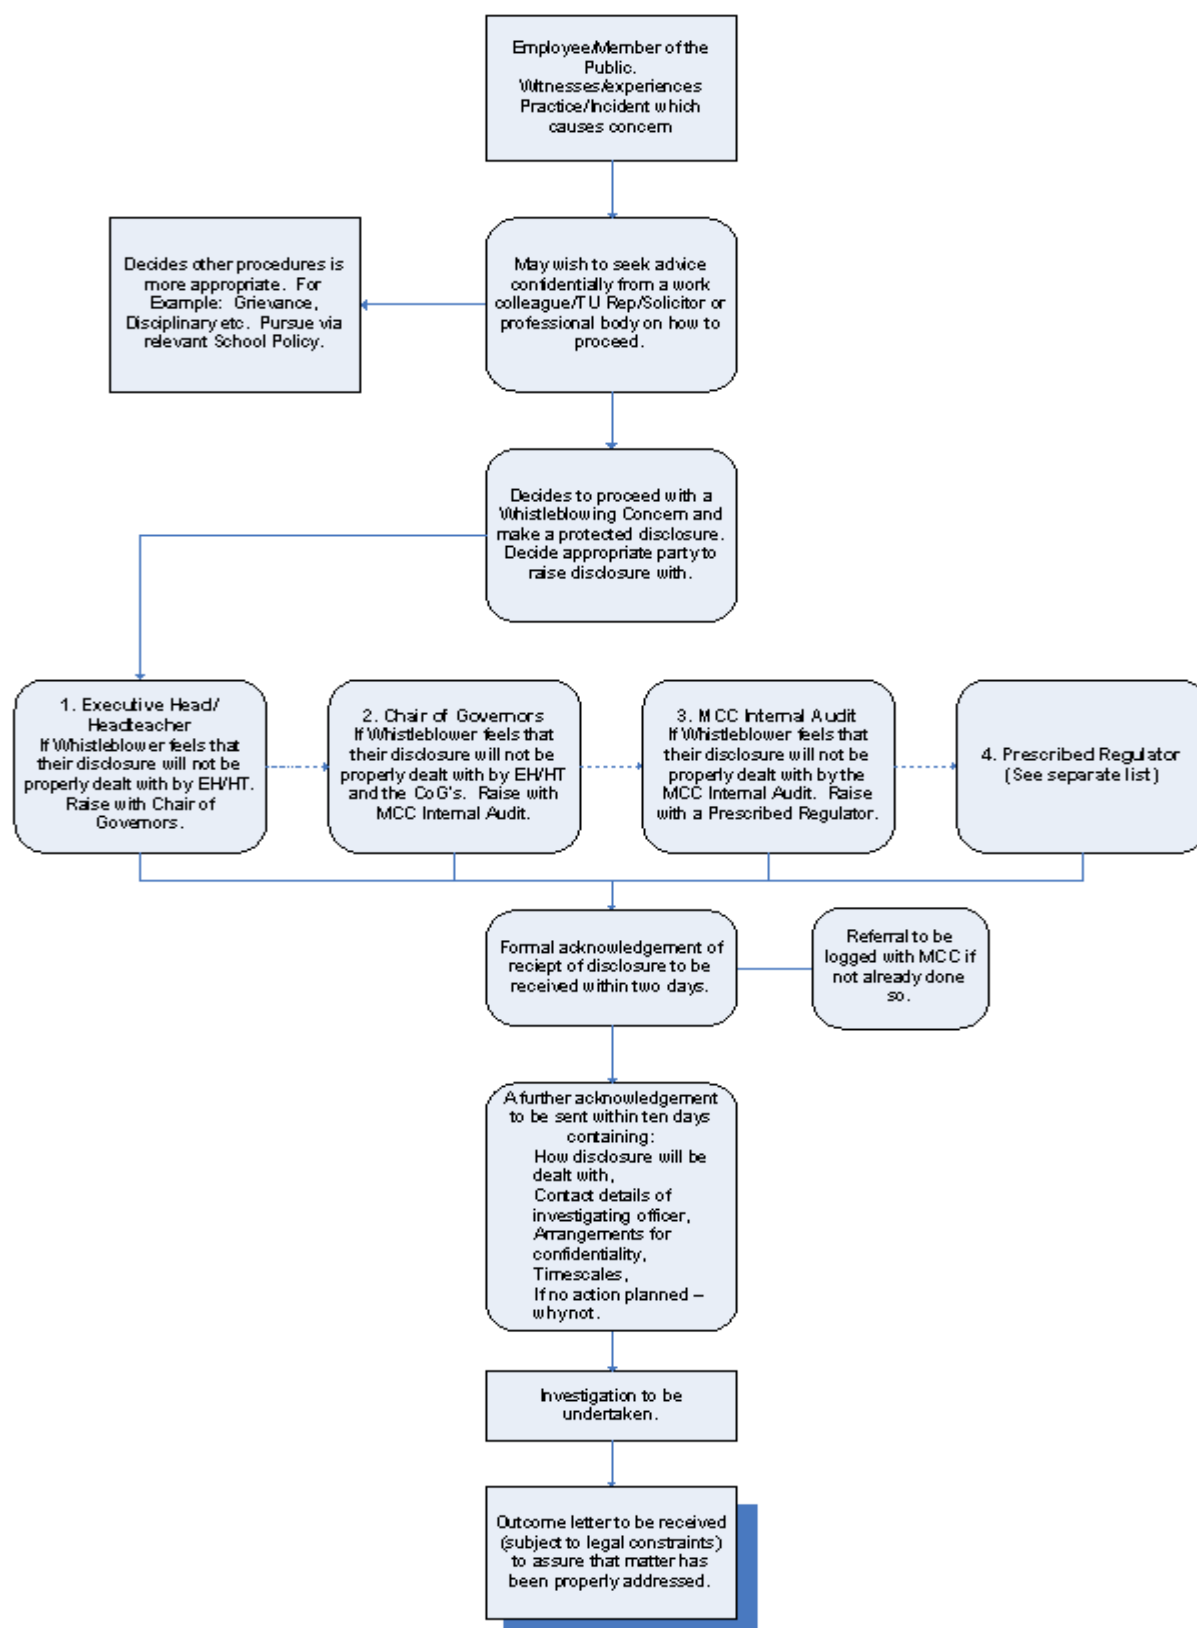 Employee/Member of the
Public.
Witnesses/experiences
Practice/Incident which
causes concern
Decides other procedures is
more appropriate. For
Example: Grievance,
Disciplinary etc. Pursue via
relevant School Policy.
May wish to seek advice
confidentially from a work
colleague/TU Rep/Solicitor or
professional body on how to
proceed.
Decides to proceed with a
Whistleblowing Concern and
make a protected disclosure.
Decide appropriate party to
raise disclosure with.
1. Executive Head/
Headteacher
If Whistleblower feels that
their disclosure will not be
properly dealt with by EH/HT.
Raise with Chair of
Governors.
2. Chair of Governors
If Whistleblower feels that
their disclosure will not be
properly dealt with by EH/HT
and the CoG's. Raise with
MCC Internal Audit.
3. MCC Internal Audit
If Whistleblower feels that
their disclosure will not be
properly dealt with by the
MCC Internal Audit. Raise
with a Prescribed Regulator.
4. Prescribed Regulator
(See separate list)
Formal acknowledgement of
reciept of disclosure to be
received within two days.
Referral to be
logged with MCC if
not already done
so.
A further acknowledgement
to be sent within ten days
containing:
How disclosure will be
dealt with,
Contact details of
investigating officer,
Arrangements for
confidentiality,
Timescales,
If no action planned –
why not.
Investigation to be
undertaken.
Outcome letter to be received
(subject to legal constraints)
to assure that matter has
been properly addressed.